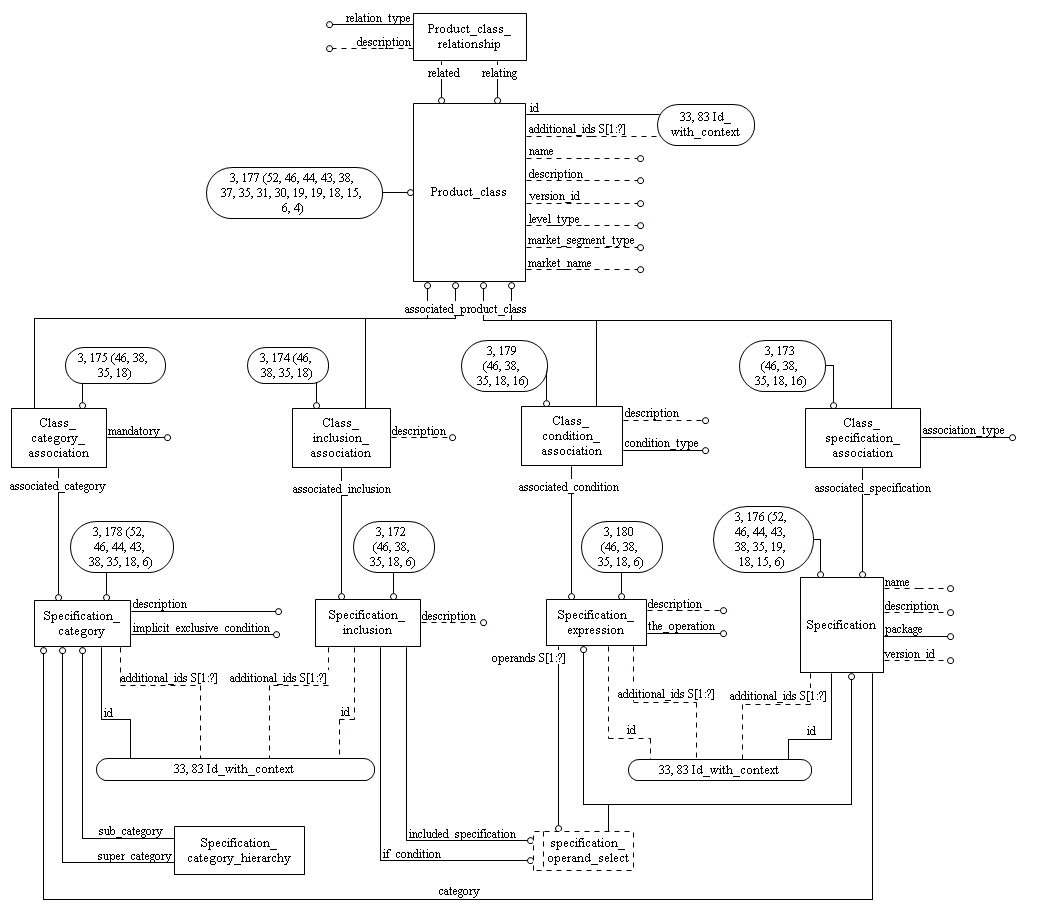 relation_type
description
Product_class_
relationship
related
relating
id
additional_ids S[1:?]
33, 83 Id_
with_context
name
description
version_id
level_type
market_segment_type
market_name
3, 177 (52, 46, 44, 43, 38,
37, 35, 31, 30, 19, 19, 18, 15,
6, 4)
Product_class
associated_product_class
3, 175 (46, 38,
35, 18)
3, 174 (46,
38, 35, 18)
3, 179
(46, 38,
35, 18, 16)
3, 173
(46, 38,
35, 18, 16)
Class_
category_
association
mandatory
Class_
inclusion_
association
description
Class_
condition_
association
description
condition_type
Class_
specification_
association
association_type
associated_category
associated_inclusion
associated_condition
associated_specification
3, 178 (52,
46, 44, 43,
38, 35, 18, 6)
3, 172
(46, 38,
35, 18, 6)
3, 180
(46, 38,
35, 18, 6)
3, 176 (52,
46, 44, 43,
38, 35, 19,
18, 15, 6)
Specification_
category
description
implicit_exclusive_condition
Specification_
inclusion
description
Specification_
expression
description
the_operation
Specification
name
description
package
version_id
operands S[1:?]
additional_ids S[1:?]
additional_ids S[1:?]
additional_ids S[1:?]
additional_ids S[1:?]
id
id
id
id
33, 83 Id_with_context
33, 83 Id_with_context
sub_category
super_category
Specification_
category_hierarchy
included_specification
if_condition
specification_
operand_select
category